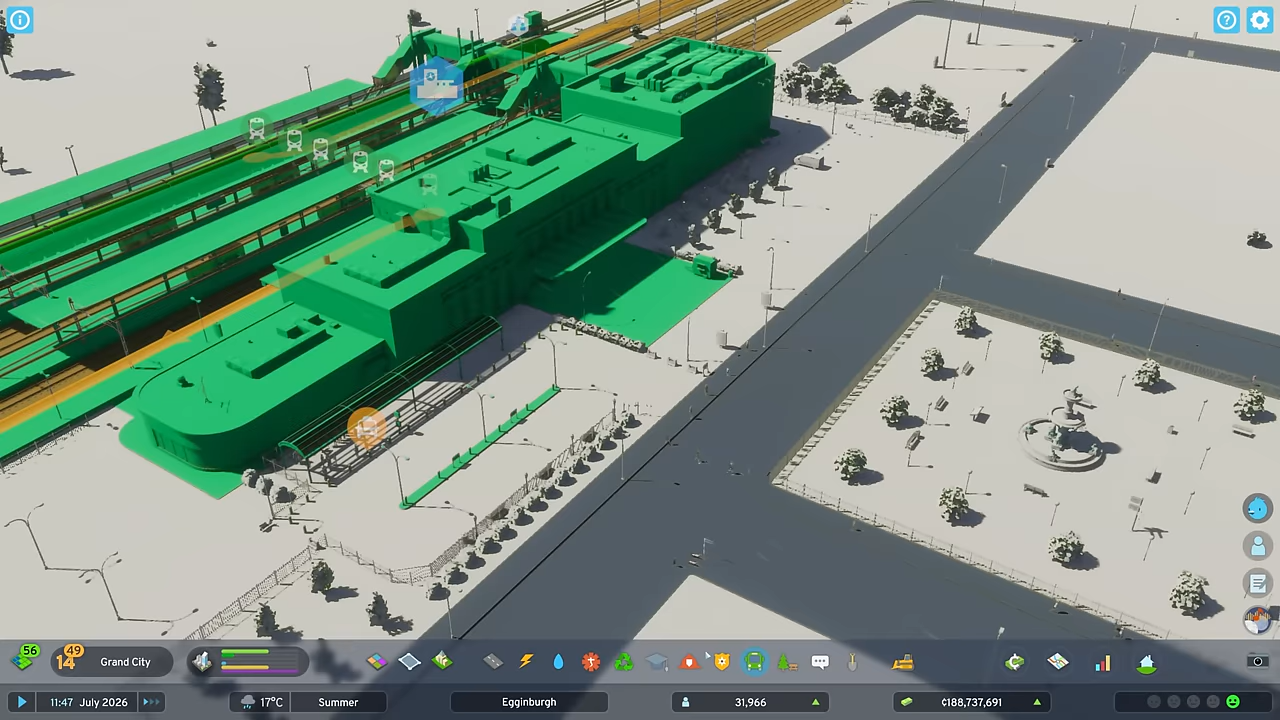 56
49
14
Grand City
11:47 July 2026
17°C
Summer
Egginburgh
31,966
¢188,737,691